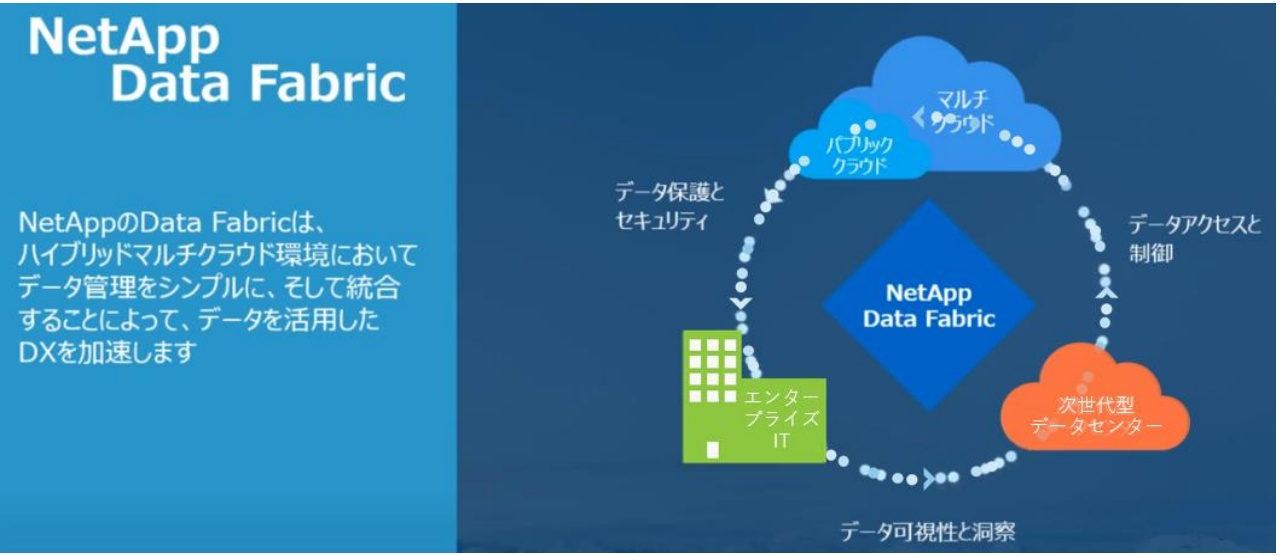 NetApp
Data Fabric
NetAppのData Fabricは、
ハイブリッドマルチクラウド環境において
データ管理をシンプルに、そして統合
することによって、データを活用した
DXを加速します
マルチ
クラウド
パブリック
クラウド
データ保護と
セキュリティ
データアクセスと
制御
NetApp
Data Fabric
エンター
プライズ
IT
次世代型
データセンター
データ可視性と洞察